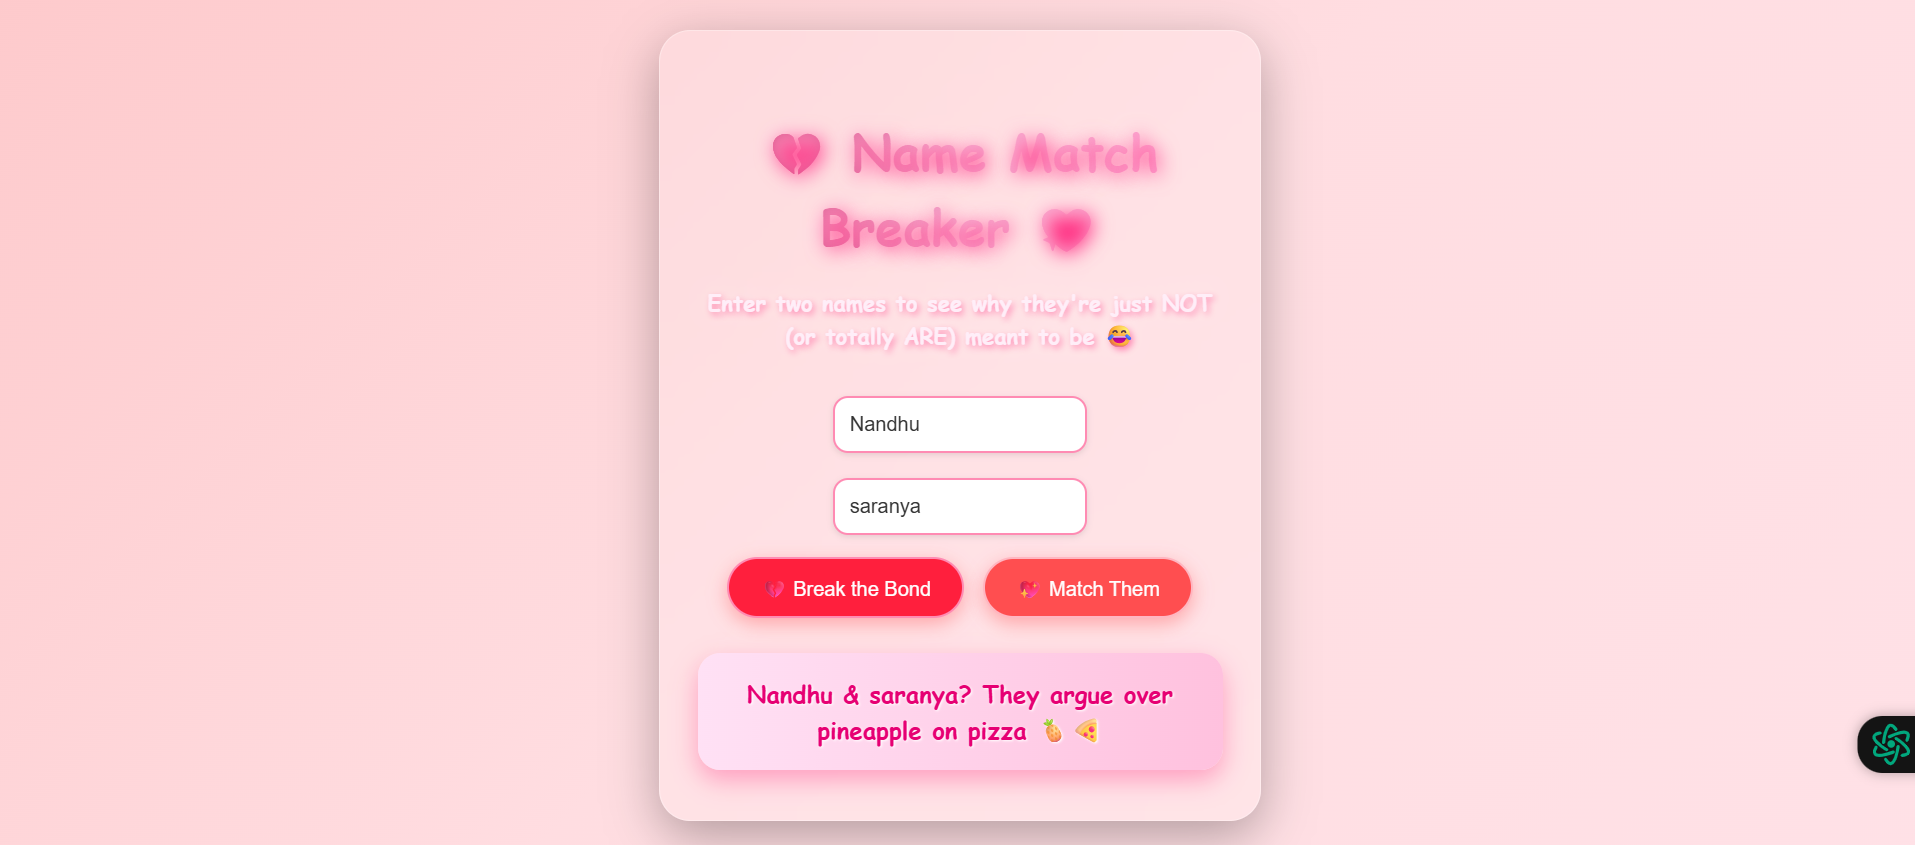 💔 Name Match
Breaker 💘
Enter two names to see why they're just NOT
(or totally ARE) meant to be 😂
Nandhu
saranya
💔 Break the Bond
💖 Match Them
Nandhu & saranya? They argue over
pineapple on pizza 🍍 🍕